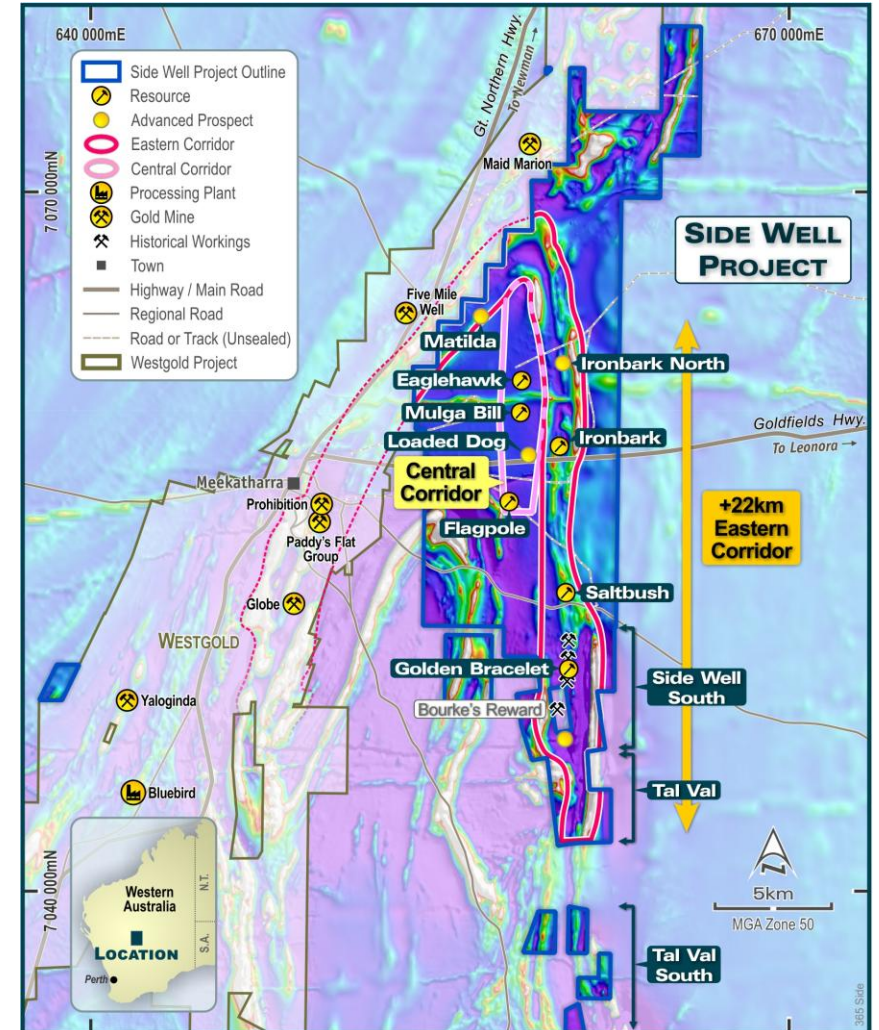 640 000mE
670 000mE
7 070 000mN
7 040 000mN
Side Well Project Outline
Resource
Advanced Prospect
Eastern Corridor
Central Corridor
Processing Plant
Gold Mine
Historical Workings
Town
Highway / Main Road
Regional Road
Road or Track (Unsealed)
Westgold Project
Gt. Northern Hwy.
To Newman →
Maid Marion
SIDE WELL
PROJECT
Five Mile
Well
Matilda
Ironbark North
Eaglehawk
Mulga Bill
Loaded Dog
Ironbark
Goldfields Hwy.
To Leonora →
Central
Corridor
Meekatharra
Prohibition
Paddy's Flat
Group
Flagpole
+22km
Eastern
Corridor
Globe
Saltbush
WESTGOLD
Golden Bracelet
Side Well
South
Yaloginda
Bourke's Reward
Bluebird
Tal Val
5km
MGA Zone 50
Tal Val
South
Western
Australia
N.T.
S.A.
LOCATION
Perth
365 Side